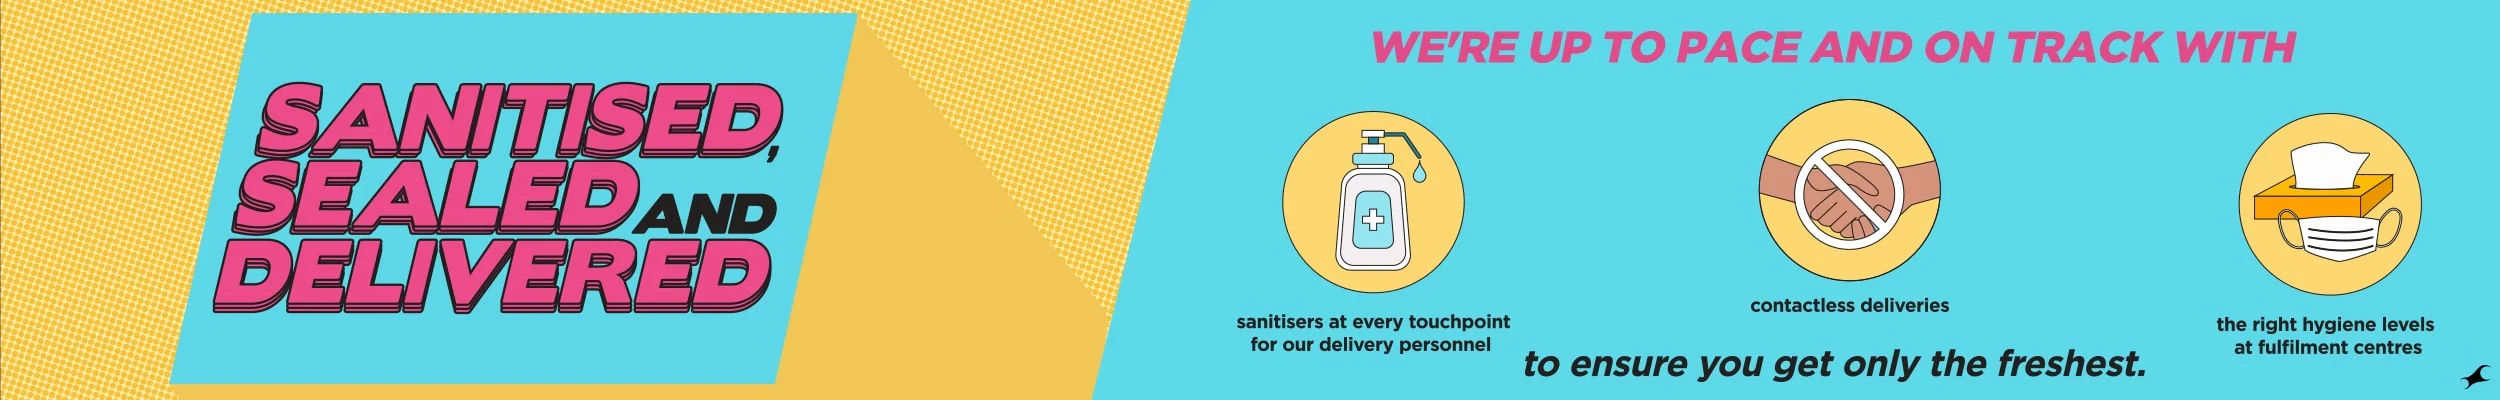 SANTISED,
SEALED AND
DELIVERED
WE'RE UP TO PACE AND ON TRACK WITH
sanitisers at every touchpoint
for our delivery personnel
contactless deliveries
the right hygiene levels
at fulfilment centres
to ensure you get only the freshest.